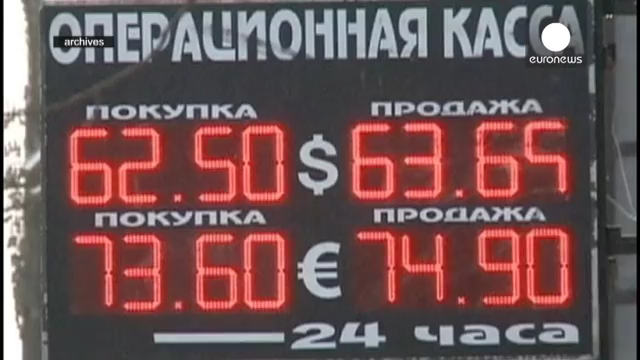 ОПЕРАЦИОННАЯ КАССА
archives
euronews
ПОКУПКА ПРОДАЖА
62.50 $ 63.65
ПОКУПКА ПРОДАЖА
73.60 € 74.90
24 часа